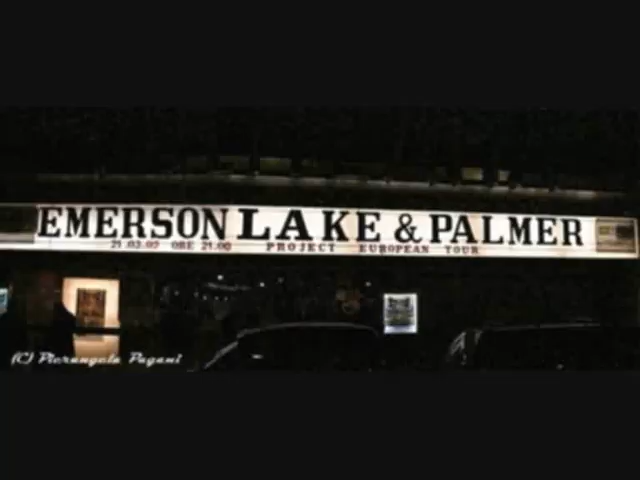 EMERSON LAKE & PALMER
21.03.02 ORE 21.00 PROJECT EUROPEAN TOUR
(C) Pierangelo Pagani